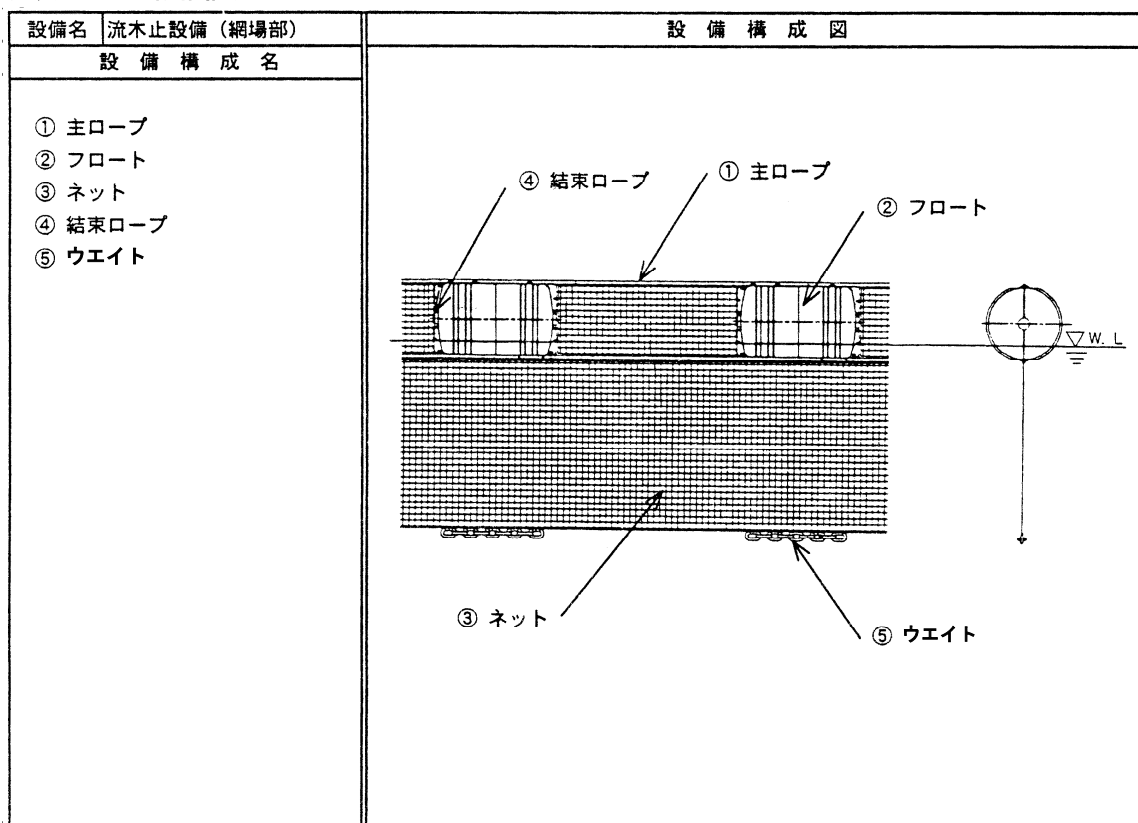 設備名 流木止設備（網場部）
設備構成名
① 主ロープ
② フロート
③ ネット
④ 結束ロープ
⑤ ウエイト
設備構成図
④ 結束ロープ
① 主ロープ
② フロート
W. L
③ ネット
⑤ ウエイト